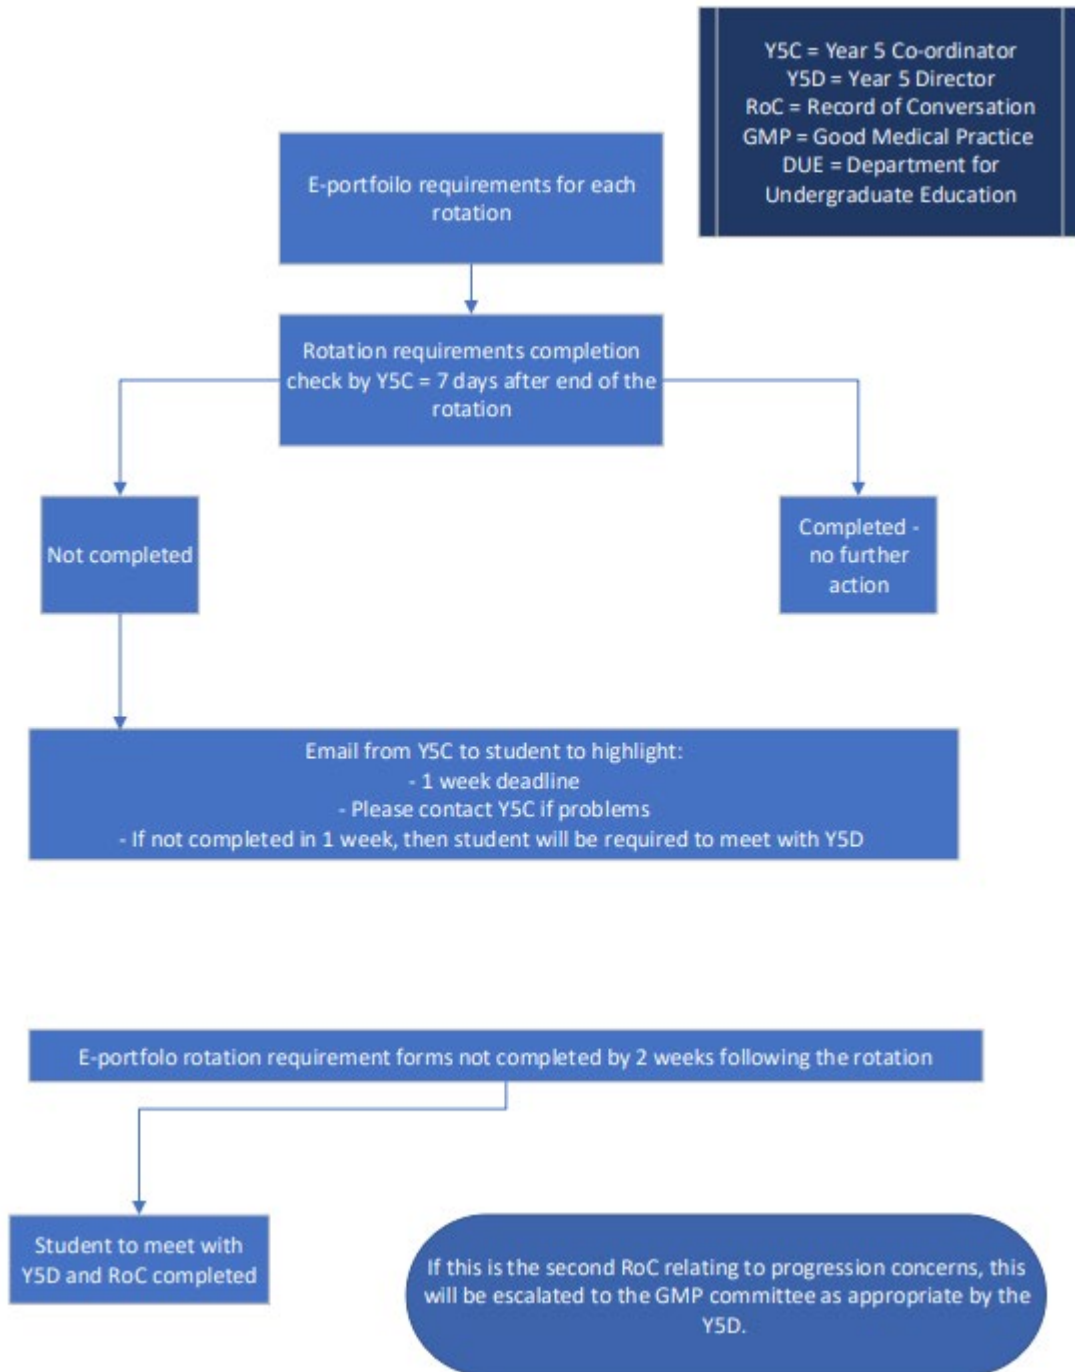 Y5C = Year 5 Co-ordinator
Y5D = Year 5 Director
RoC = Record of Conversation
GMP = Good Medical Practice
DUE = Department for
Undergraduate Education
E-portfoilo requirements for each
rotation
Rotation requirements completion
check by Y5C = 7 days after end of the
rotation
Not completed
Completed -
no further
action
Email from Y5C to student to highlight:
- 1 week deadline
- Please contact Y5C if problems
- If not completed in 1 week, then student will be required to meet with Y5D
E-portfolo rotation requirement forms not completed by 2 weeks following the rotation
Student to meet with
Y5D and RoC completed
If this is the second RoC relating to progression concerns, this
will be escalated to the GMP committee as appropriate by the
Y5D.